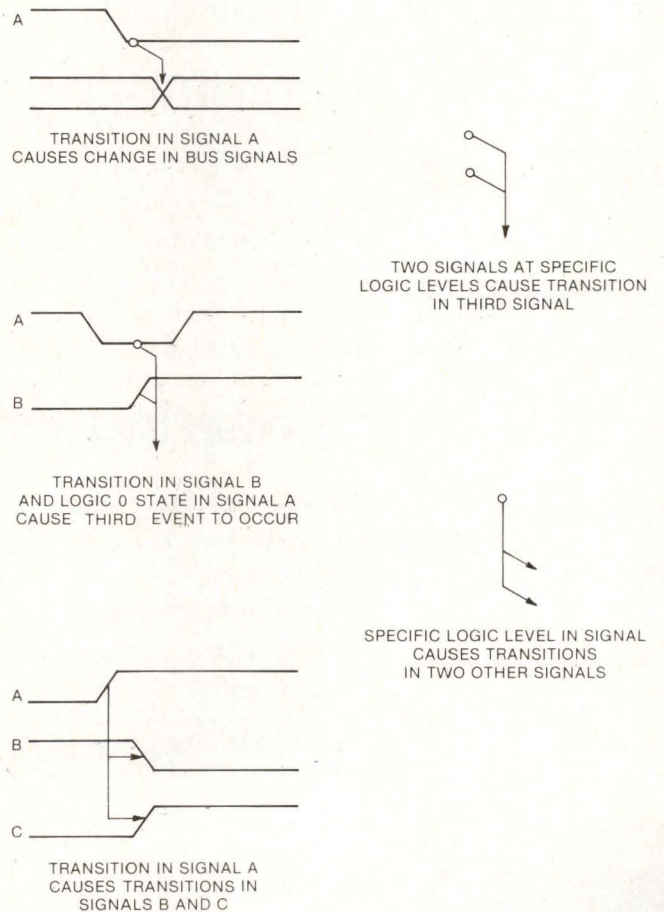 A
TRANSITION IN SIGNAL A
CAUSES CHANGE IN BUS SIGNALS
TWO SIGNALS AT SPECIFIC
LOGIC LEVELS CAUSE TRANSITION
IN THIRD SIGNAL
A
B
TRANSITION IN SIGNAL B
AND LOGIC 0 STATE IN SIGNAL A
CAUSE THIRD EVENT TO OCCUR
SPECIFIC LOGIC LEVEL IN SIGNAL
CAUSES TRANSITIONS
IN TWO OTHER SIGNALS
A
B
C
TRANSITION IN SIGNAL A
CAUSES TRANSITIONS IN
SIGNALS B AND C